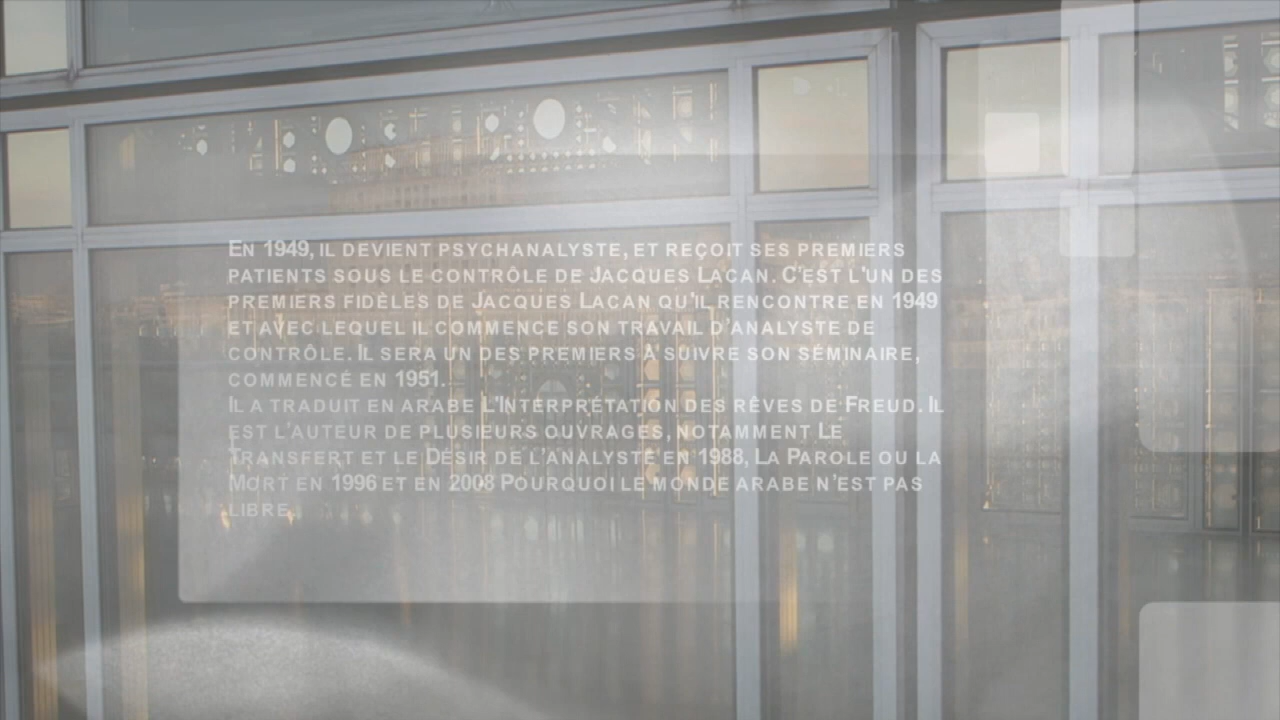 En 1949, il devient psychanalyste, et reçoit ses premiers
patients sous le contrôle de Jacques Lacan. C'est l'un des
premiers fidèles de Jacques Lacan qu'il rencontre en 1949
et avec lequel il commence son travail d'analyste de
contrôle. Il sera un des premiers à suivre son séminaire,
commencé en 1951.
Il a traduit en arabe L'Interprétation des rêves de Freud. Il
est l'auteur de plusieurs ouvrages, notamment Le
Transfert et le Désir de l'analyste en 1988, La Parole ou la
Mort en 1996 et en 2008 Pourquoi le monde arabe n'est pas
libre.